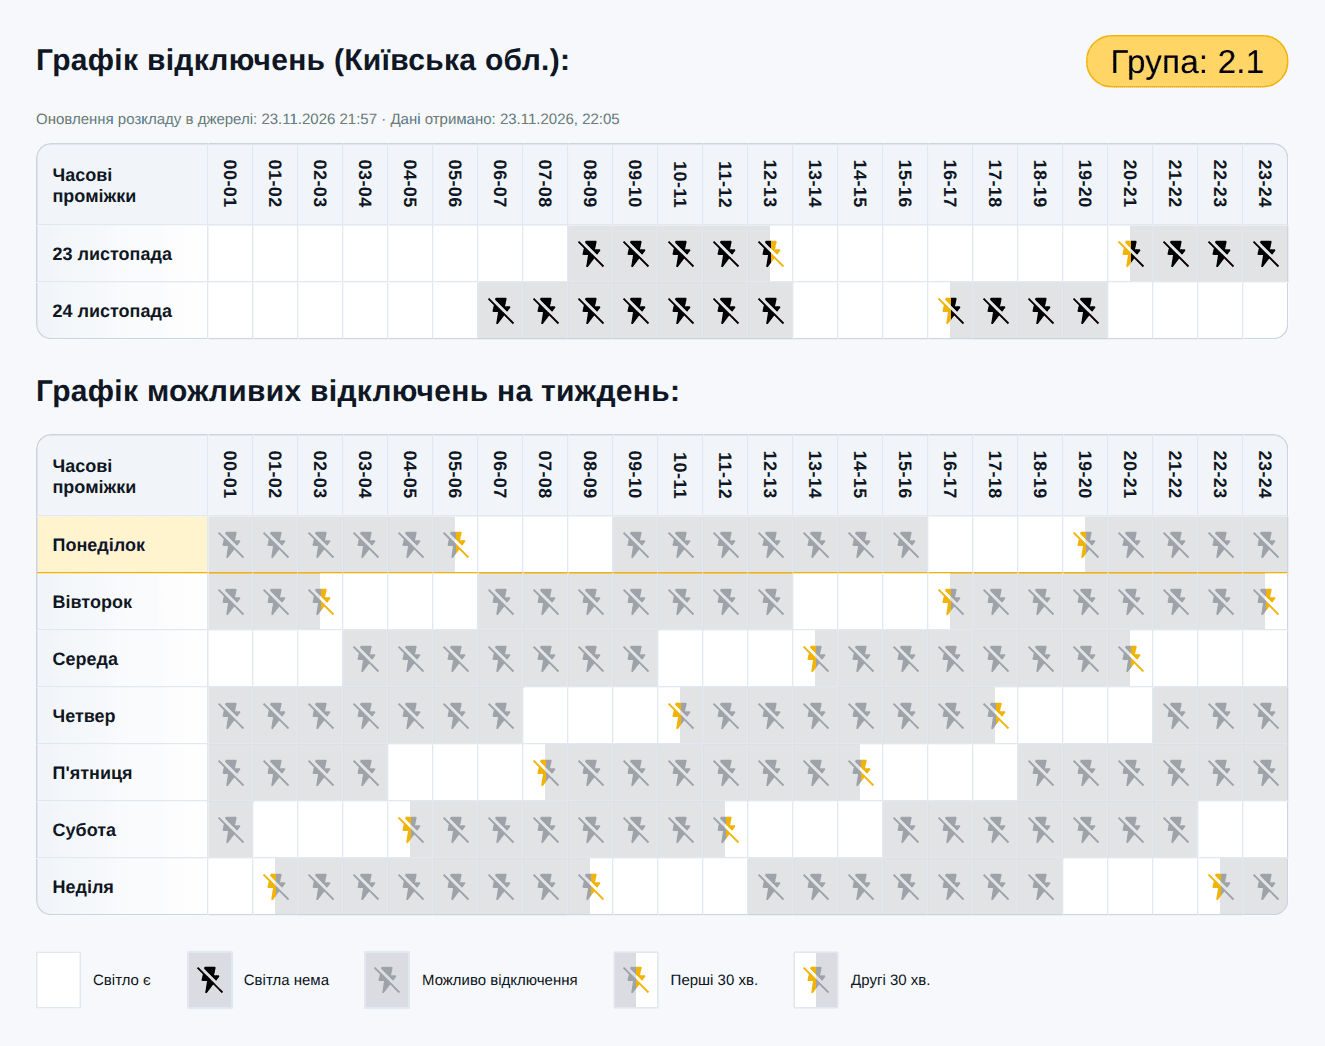 Графік відключень (Київська обл.):
Група: 2.1
Оновлення розкладу в джерелі: 23.11.2026 21:57 · Дані отримано: 23.11.2026, 22:05
Часові проміжки 00-01 01-02 02-03 03-04 04-05 05-06 06-07 07-08 08-09 09-10 10-11 11-12 12-13 13-14 14-15 15-16 16-17 17-18 18-19 19-20 20-21 21-22 22-23 23-24
23 листопада
24 листопада
Графік можливих відключень на тиждень:
Часові проміжки 00-01 01-02 02-03 03-04 04-05 05-06 06-07 07-08 08-09 09-10 10-11 11-12 12-13 13-14 14-15 15-16 16-17 17-18 18-19 19-20 20-21 21-22 22-23 23-24
Понеділок
Вівторок
Середа
Четвер
П'ятниця
Субота
Неділя
Світло є Світла нема Можливо відключення Перші 30 хв. Другі 30 хв.